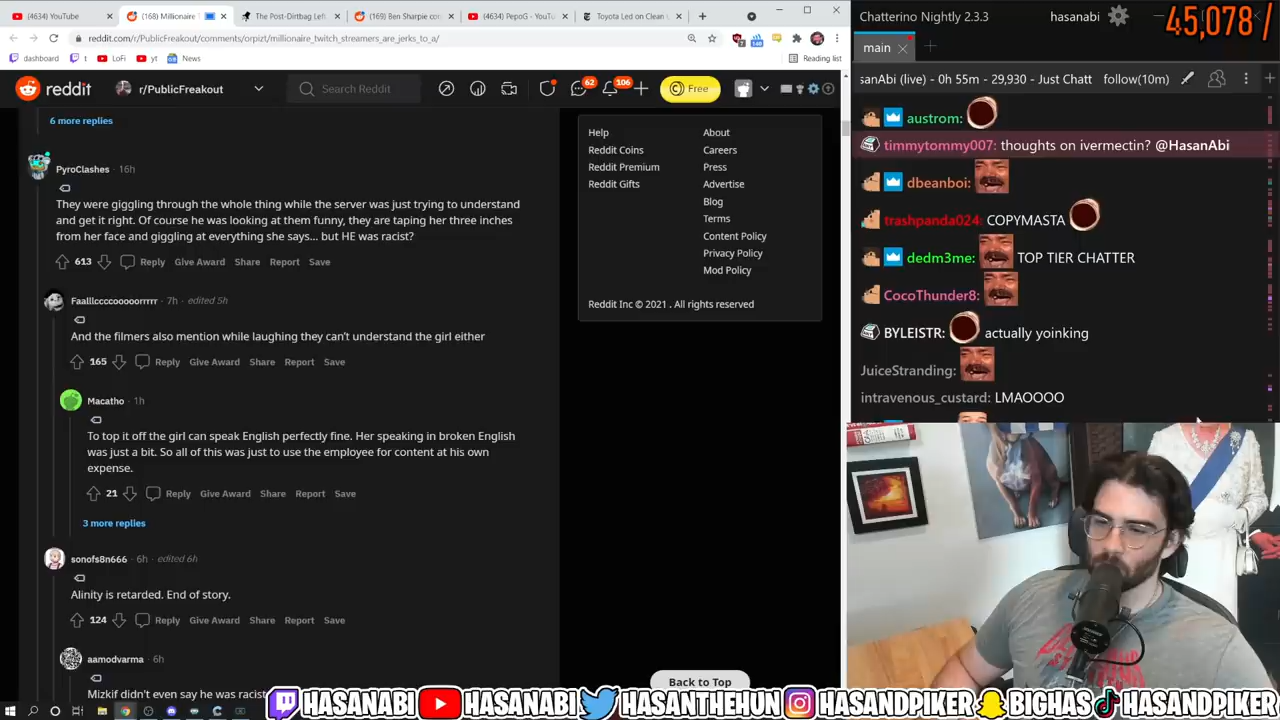 (4634) YouTube
(168) Millionaire
The Post-Dirtbag Left
(169) Ben Sharpie con
(4634) PepoG - YouTu
Toyota Led on Clean
reddit.com/r/PublicFreakout/comments/orpizt/millionaire_twitch_streamers_are_jerks_to_a/
dashboard
t
LoFi
yt
News
Reading list
reddit
r/PublicFreakout
Search Reddit
62
106
Free
6 more replies
PyroClashes 16h
They were giggling through the whole thing while the server was just trying to understand
and get it right. Of course he was looking at them funny, they are taping her three inches
from her face and giggling at everything she says... but HE was racist?
613 Reply Give Award Share Report Save
Faalliccccooooorrrrr 7h edited 5h
And the filmers also mention while laughing they can't understand the girl either
165 Reply Give Award Share Report Save
Macatho 1h
To top it off the girl can speak English perfectly fine. Her speaking in broken English
was just a bit. So all of this was just to use the employee for content at his own
expense.
21 Reply Give Award Share Report Save
3 more replies
sonofs8n666 6h edited 6h
Alinity is retarded. End of story.
124 Reply Give Award Share Report Save
aamodvarma 6h
Mizkif didn't even say he was racist
Help About
Reddit Coins Careers
Reddit Premium Press
Reddit Gifts Advertise
Blog
Terms
Content Policy
Privacy Policy
Mod Policy
Reddit Inc © 2021 . All rights reserved
Back to Top
Chatterino Nightly 2.3.3
hasanabi
45,078 /
main
sanAbi (live) - 0h 55m - 29,930 - Just Chatt
follow(10m)
austrom:
timmytommy007: thoughts on ivermectin? @HasanAbi
dbeanboi:
trashpanda024: COPYMASTA
dedm3me: TOP TIER CHATTER
CocoThunder8:
BYLEISTR: actually yoinking
JuiceStranding:
intravenous_custard: LMAOOOO
HASANABI HASANABI HASANTHEHUN HASANDPIKER BIGHAS HASANDPIKER